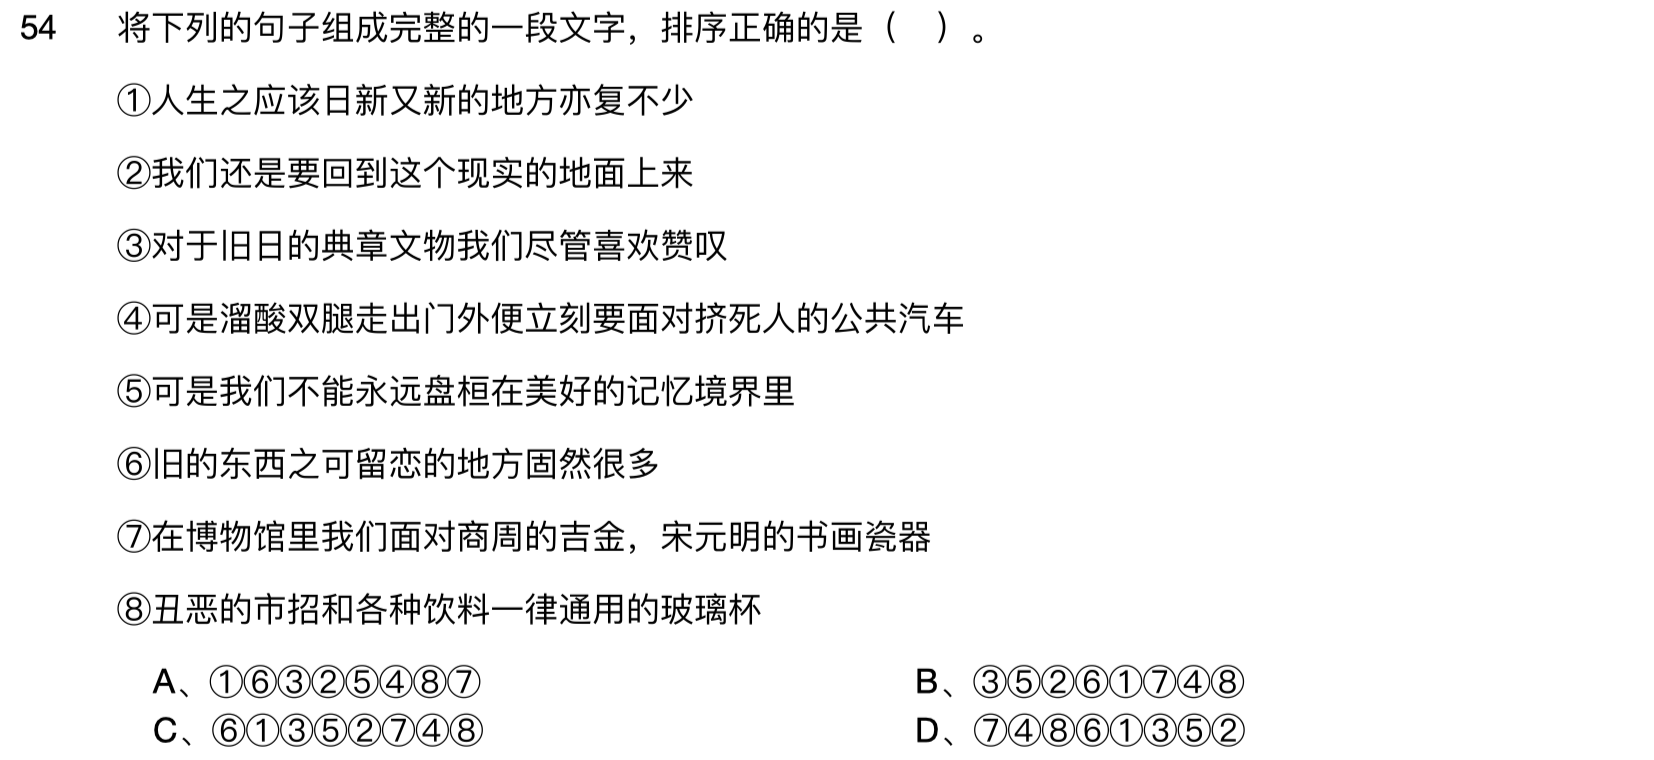 54 将下列的句子组成完整的一段文字，排序正确的是（ ）。
①人生之应该日新又新的地方亦复不少
②我们还是要回到这个现实的地面上来
③对于旧日的典章文物我们尽管喜欢赞叹
④可是溜酸双腿走出门外便立刻要面对挤死人的公共汽车
⑤可是我们不能永远盘桓在美好的记忆境界里
⑥旧的东西之可留恋的地方固然很多
⑦在博物馆里我们面对商周的吉金，宋元明的书画瓷器
⑧丑恶的市招和各种饮料一律通用的玻璃杯
A、①⑥③②⑤④⑧⑦ B、③⑤②⑥①⑦④⑧
C、⑥①③⑤②⑦④⑧ D、⑦④⑧⑥①③⑤②